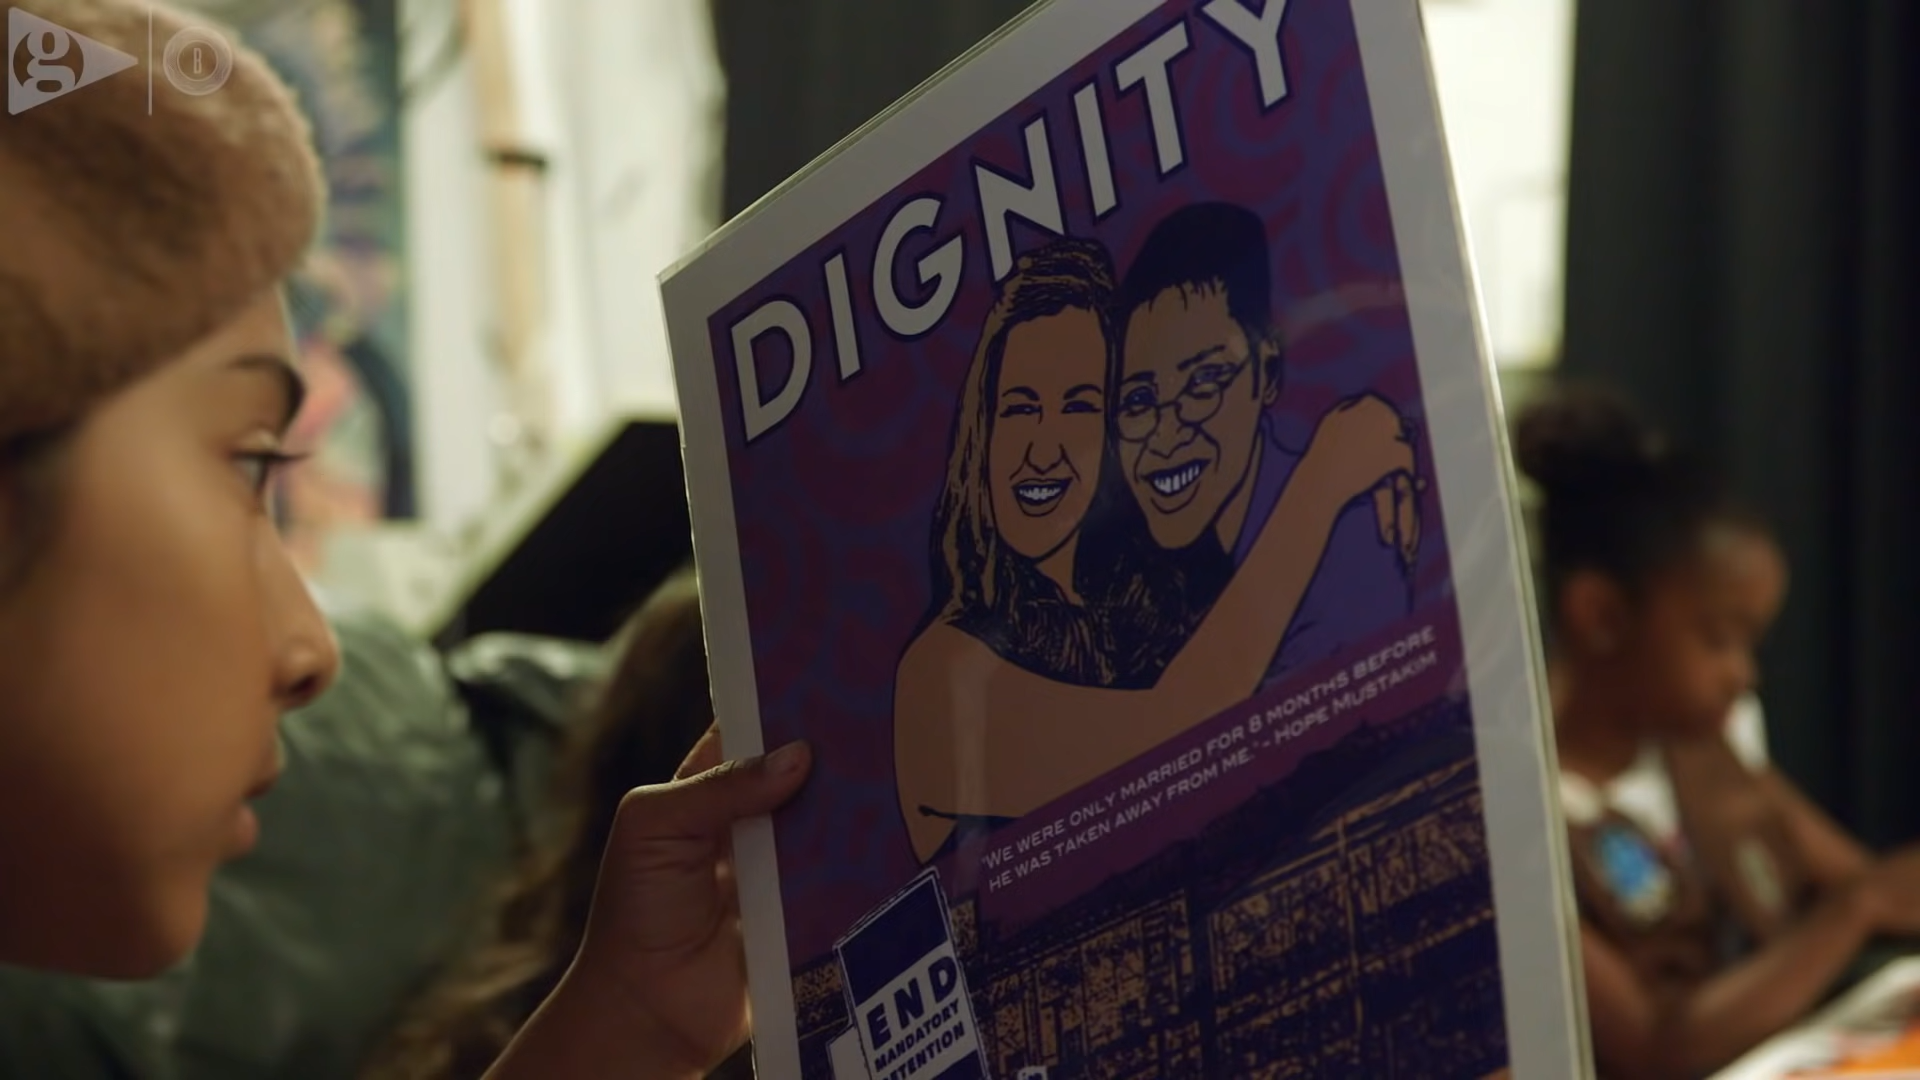 g
B
DIGNITY
"WE WERE ONLY MARRIED FOR 8 MONTHS BEFORE
HE WAS TAKEN AWAY FROM ME." - HOPE MUSTAKIM
END
MANDATORY
DETENTION